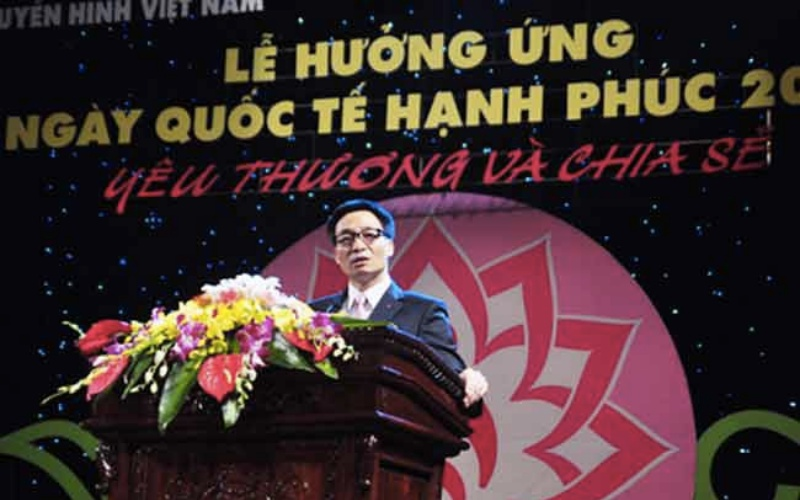 UYỀN HÌNH VIỆT NAM
LỄ HƯỞNG ỨNG
NGÀY QUỐC TẾ HẠNH PHÚC 20
YÊU THƯƠNG VÀ CHIA SẺ